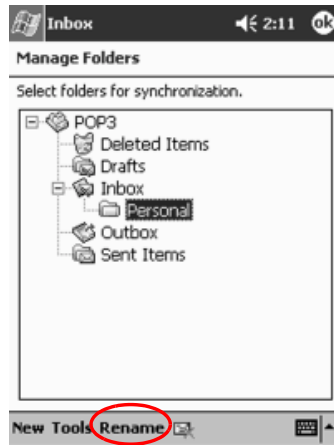 Inbox 2:11 ok
Manage Folders
Select folders for synchronization.
POP3
Deleted Items
Drafts
Inbox
Personal
Outbox
Sent Items
New Tools Rename